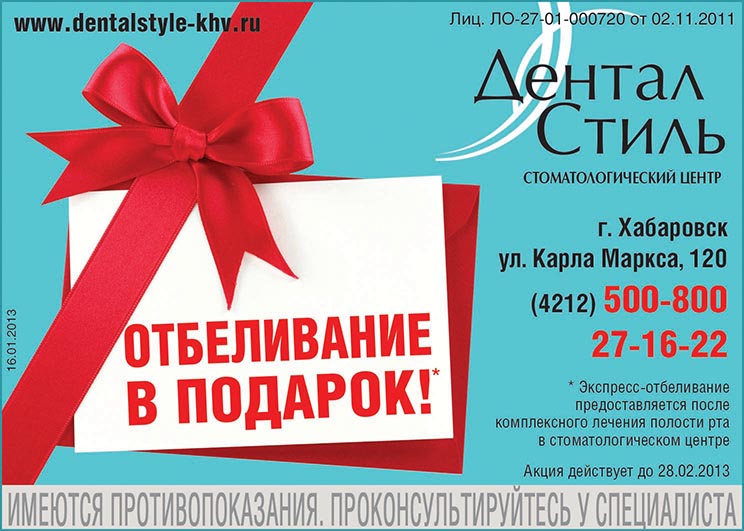 www.dentalstyle-khv.ru
Лиц. ЛО-27-01-000720 от 02.11.2011
Дентал
Стиль
СТОМАТОЛОГИЧЕСКИЙ ЦЕНТР
г. Хабаровск
ул. Карла Маркса, 120
(4212) 500-800
27-16-22
ОТБЕЛИВАНИЕ
В ПОДАРОК!*
* Экспресс-отбеливание
предоставляется после
комплексного лечения полости рта
в стоматологическом центре
Акция действует до 28.02.2013
16.01.2013
ИМЕЮТСЯ ПРОТИВОПОКАЗАНИЯ. ПРОКОНСУЛЬТИРУЙТЕСЬ У СПЕЦИАЛИСТА